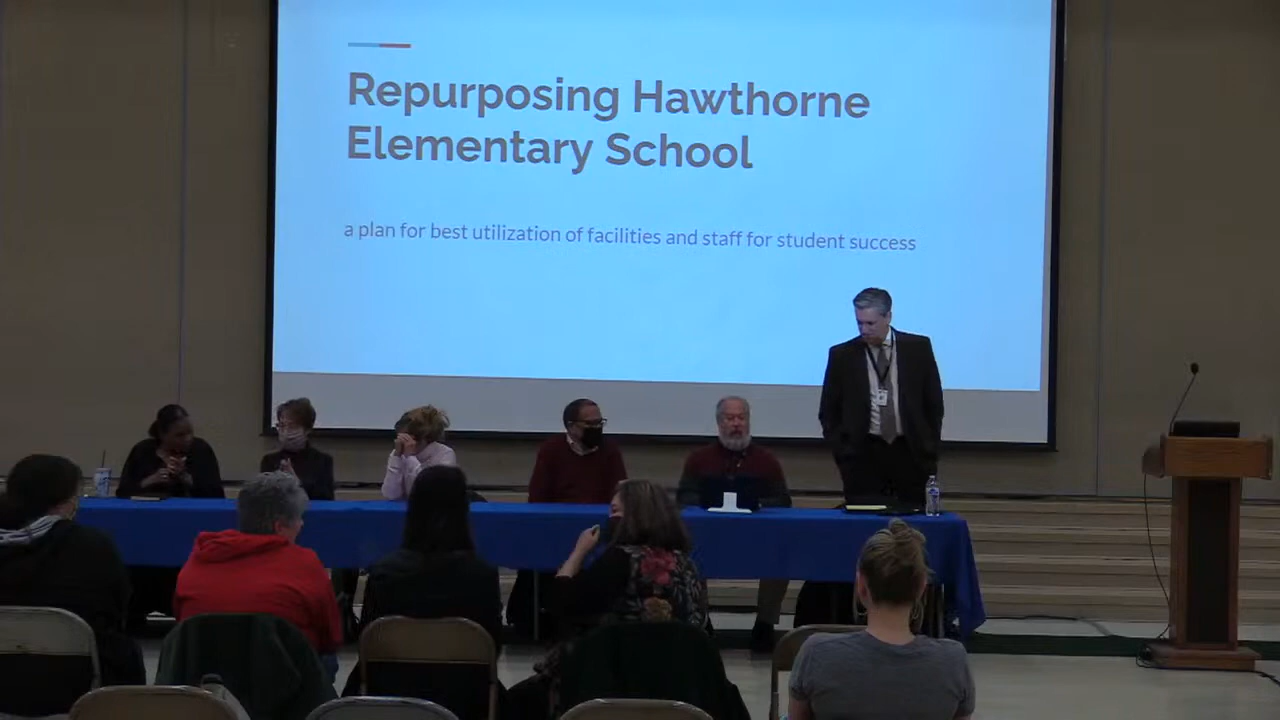 Repurposing Hawthorne
Elementary School
a plan for best utilization of facilities and staff for student success